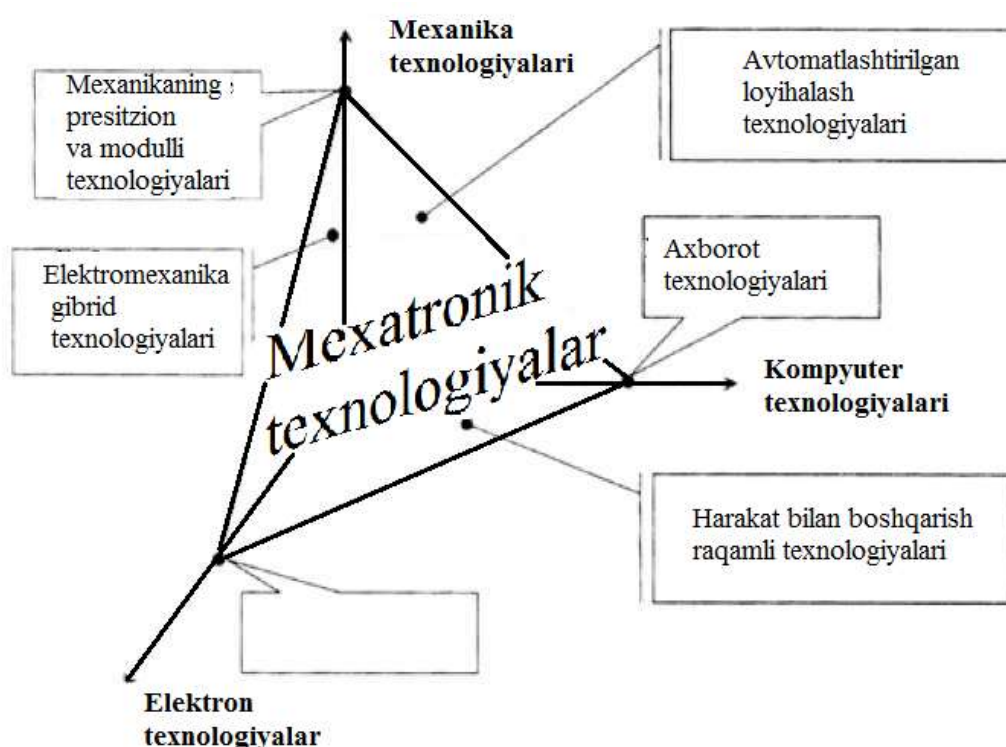 Mexanika
texnologiyalari
Mexanikaning
presitzion
va modulli
texnologiyalari
Avtomatlashtirilgan
loyihalash
texnologiyalari
Elektromexanika
gibrid
texnologiyalari
Axborot
texnologiyalari
Mexatronik
texnologiyalar
Kompyuter
texnologiyalari
Harakat bilan boshqarish
raqamli texnologiyalari
Elektron
texnologiyalar